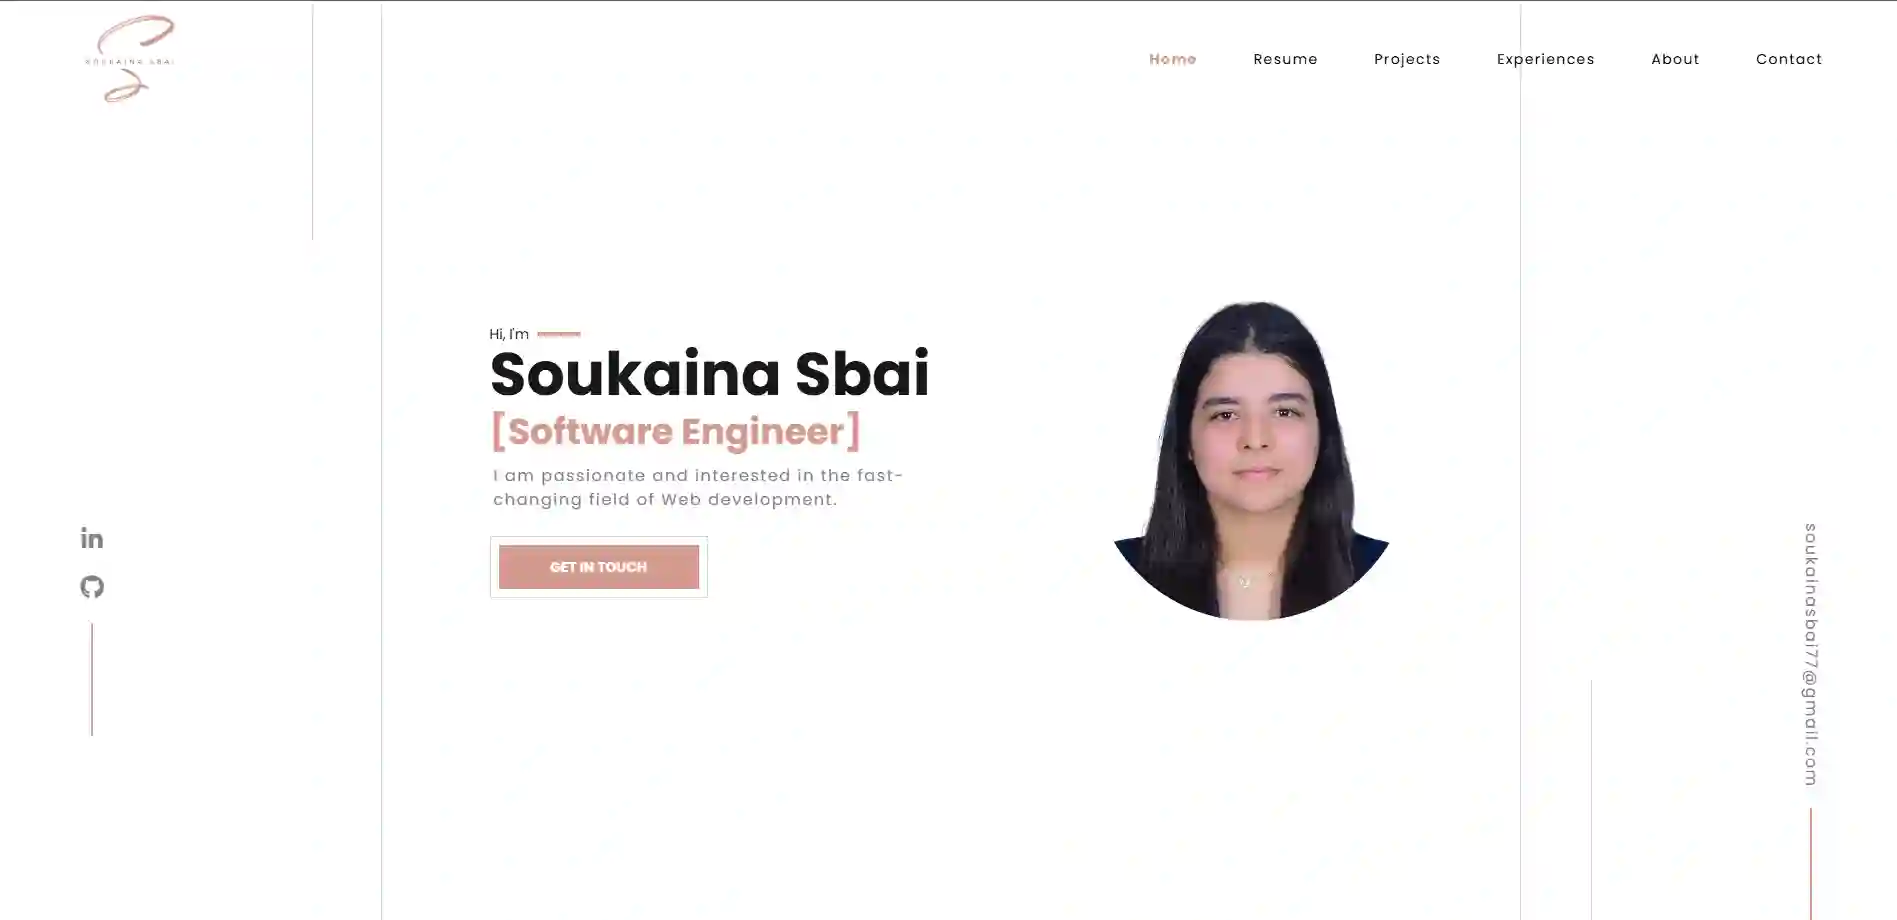 SOUKAINA SBAI
Home
Resume
Projects
Experiences
About
Contact
Hi, I'm
Soukaina Sbai
[Software Engineer]
I am passionate and interested in the fast-
changing field of Web development.
GET IN TOUCH
in
soukainasbai77@gmail.com